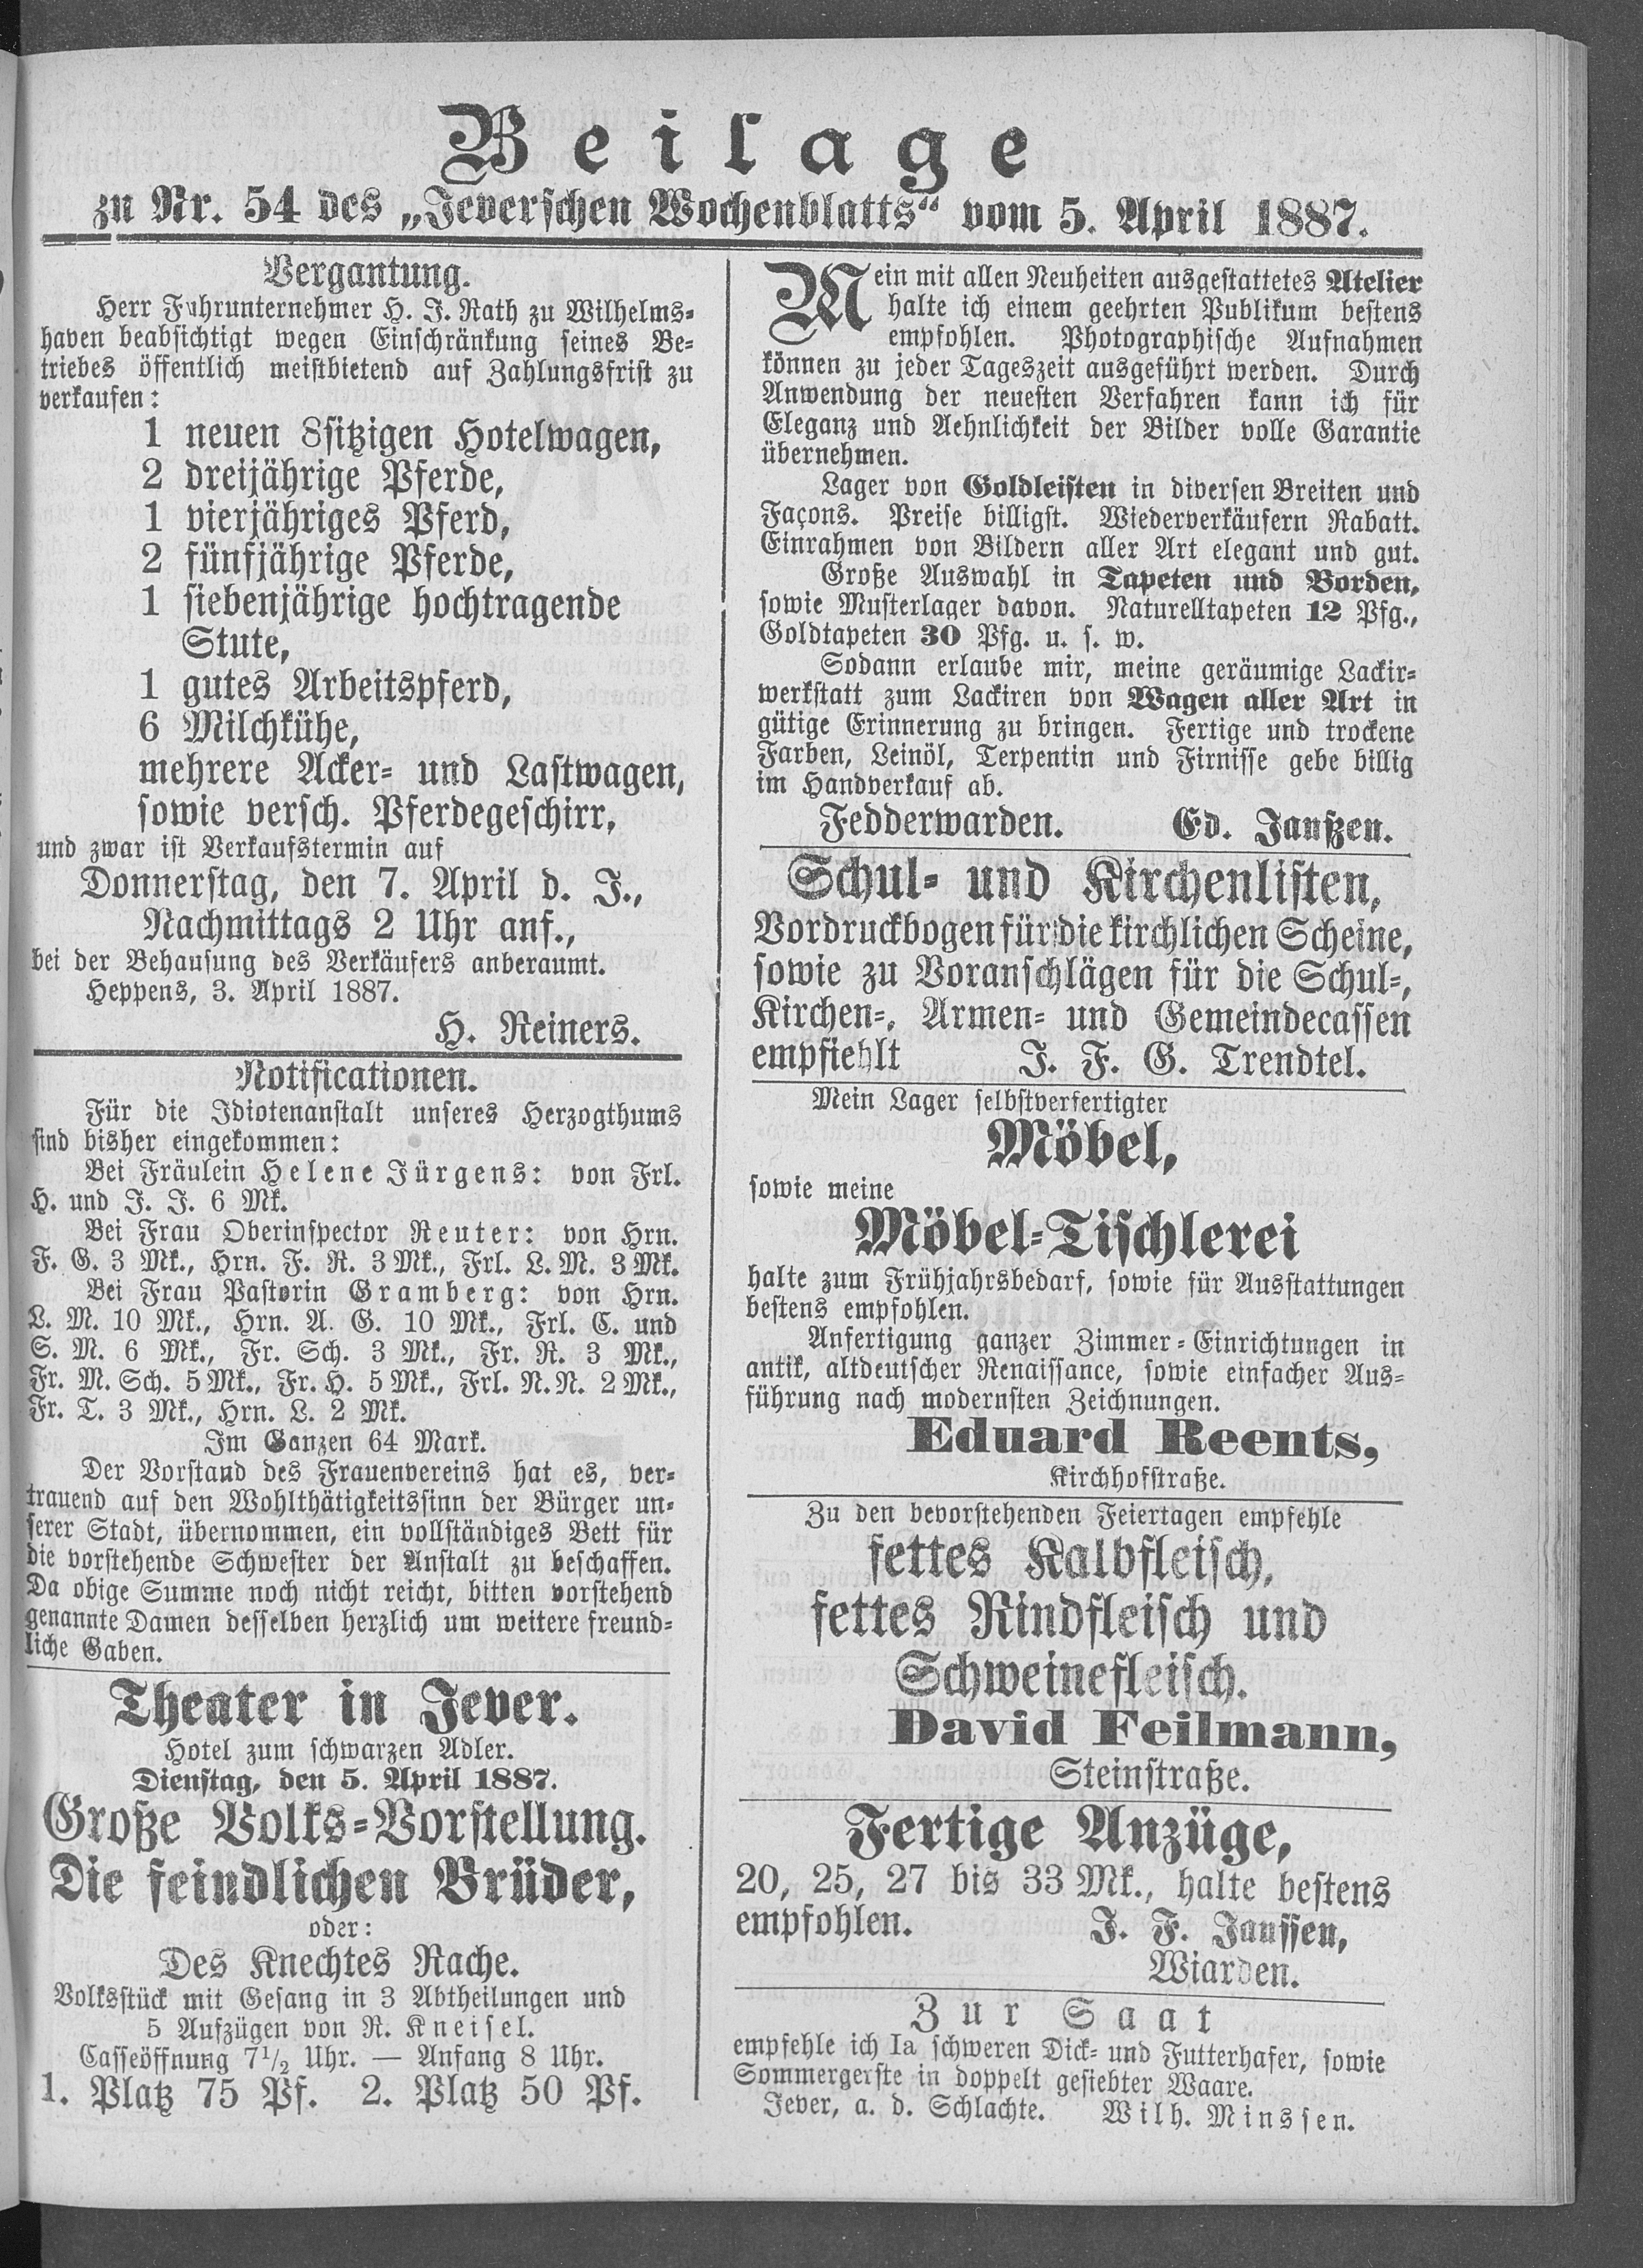 Beilage
zu Nr. 54 des „Jeverschen Wochenblatts“ vom 5. April 1887.
Vergantung.
Herr Fuhrunternehmer H. J. Rath zu Wilhelms-
haven beabsichtigt wegen Einschränkung seines Be-
triebes öffentlich meistbietend auf Zahlungsfrist zu
verkaufen:
1 neuen 8sitzigen Hotelwagen,
2 dreijährige Pferde,
1 vierjähriges Pferd,
2 fünfjährige Pferde,
1 siebenjährige hochtragende
Stute,
1 gutes Arbeitspferd,
6 Milchkühe,
mehrere Acker- und Lastwagen,
sowie versch. Pferdegeschirr,
und zwar ist Verkaufstermin auf
Donnerstag, den 7. April d. J.,
Nachmittags 2 Uhr anf.,
bei der Behausung des Verkäufers anberaumt.
Heppens, 3. April 1887.
H. Reiners.
Notificationen.
Für die Idiotenanstalt unseres Herzogthums
sind bisher eingekommen:
Bei Fräulein Helene Jürgens: von Frl.
H. und J. J. 6 Mk.
Bei Frau Oberinspector Reuter: von Hrn.
F. G. 3 Mk., Hrn. F. R. 3 Mk., Frl. L. M. 3 Mk.
Bei Frau Pastorin Gramberg: von Hrn.
L. M. 10 Mk., Hrn. A. G. 10 Mk., Frl. C. und
S. M. 6 Mk., Fr. Sch. 3 Mk., Fr. R. 3 Mk.,
Fr. M. Sch. 5 Mk., Fr. H. 5 Mk., Frl. N. N. 2 Mk.,
Fr. T. 3 Mk., Hrn. L. 2 Mk.
Im Ganzen 64 Mark.
Der Vorstand des Frauenvereins hat es, ver-
trauend auf den Wohlthätigkeitssinn der Bürger un-
serer Stadt, übernommen, ein vollständiges Bett für
die vorstehende Schwester der Anstalt zu beschaffen.
Da obige Summe noch nicht reicht, bitten vorstehend
genannte Damen desselben herzlich um weitere freund-
liche Gaben.
Theater in Jever.
Hotel zum schwarzen Adler.
Dienstag, den 5. April 1887.
Große Volks-Vorstellung.
Die feindlichen Brüder,
oder:
Des Knechtes Rache.
Volksstück mit Gesang in 3 Abtheilungen und
5 Aufzügen von R. Kneisel.
Casseöffnung 7 1/2 Uhr. — Anfang 8 Uhr.
1. Platz 75 Pf. 2. Platz 50 Pf.
Mein mit allen Neuheiten ausgestattetes Atelier
halte ich einem geehrten Publikum bestens
empfohlen. Photographische Aufnahmen
können zu jeder Tageszeit ausgeführt werden. Durch
Anwendung der neuesten Verfahren kann ich für
Eleganz und Aehnlichkeit der Bilder volle Garantie
übernehmen.
Lager von Goldleisten in diversen Breiten und
Façons. Preise billigst. Wiederverkäufern Rabatt.
Einrahmen von Bildern aller Art elegant und gut.
Große Auswahl in Tapeten und Borden,
sowie Musterlager davon. Naturelltapeten 12 Pfg.,
Goldtapeten 30 Pfg. u. s. w.
Sodann erlaube mir, meine geräumige Lackir-
werkstatt zum Lackiren von Wagen aller Art in
gütige Erinnerung zu bringen. Fertige und trockene
Farben, Leinöl, Terpentin und Firnisse gebe billig
im Handverkauf ab.
Fedderwarden. Ed. Janßen.
Schul- und Kirchenlisten,
Vordruckbogen für die kirchlichen Scheine,
sowie zu Voranschlägen für die Schul-,
Kirchen-, Armen- und Gemeindecassen
empfiehlt J. F. G. Trendtel.
Mein Lager selbstverfertigter
Möbel,
sowie meine
Möbel-Tischlerei
halte zum Frühjahrsbedarf, sowie für Ausstattungen
bestens empfohlen.
Anfertigung ganzer Zimmer-Einrichtungen in
antik, altdeutscher Renaissance, sowie einfacher Aus-
führung nach modernsten Zeichnungen.
Eduard Reents,
Kirchhofstraße.
Zu den bevorstehenden Feiertagen empfehle
fettes Kalbfleisch,
fettes Rindfleisch und
Schweinefleisch.
David Feilmann,
Steinstraße.
Fertige Anzüge,
20, 25, 27 bis 33 Mk., halte bestens
empfohlen. J. F. Janssen,
Wiarden.
Zur Saat
empfehle ich Ia schweren Dick- und Futterhafer, sowie
Sommergerste in doppelt gesiebter Waare.
Jever, a. d. Schlachte. Wilh. Minssen.